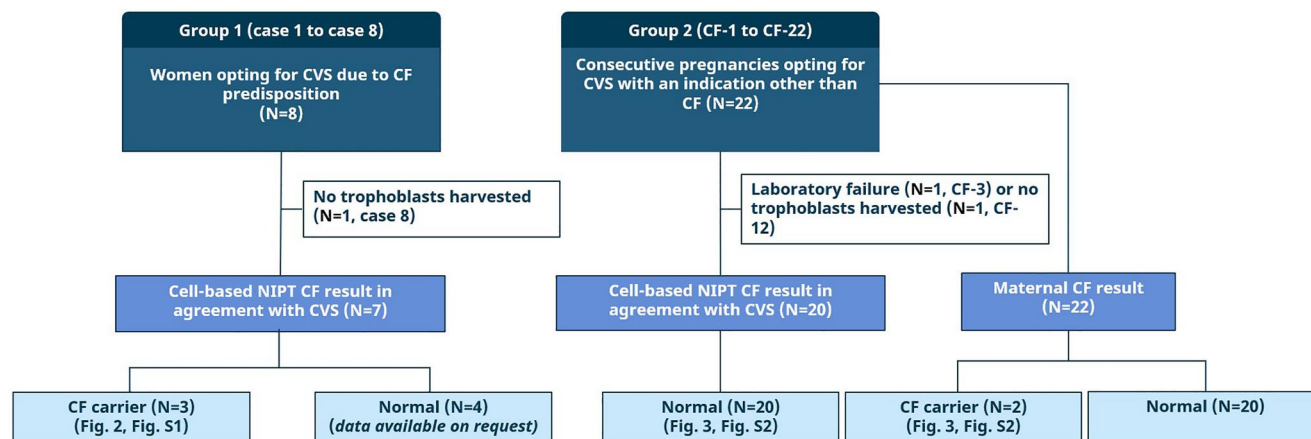 Group 1 (case 1 to case 8)
Women opting for CVS due to CF
predisposition
(N=8)
Group 2 (CF-1 to CF-22)
Consecutive pregnancies opting for
CVS with an indication other than
CF (N=22)
No trophoblasts harvested
(N=1, case 8)
Laboratory failure (N=1, CF-3) or no
trophoblasts harvested (N=1, CF-
12)
Cell-based NIPT CF result in
agreement with CVS (N=7)
Cell-based NIPT CF result in
agreement with CVS (N=20)
Maternal CF result
(N=22)
CF carrier (N=3)
(Fig. 2, Fig. S1)
Normal (N=4)
(data available on request)
Normal (N=20)
(Fig. 3, Fig. S2)
CF carrier (N=2)
(Fig. 3, Fig. S2)
Normal (N=20)